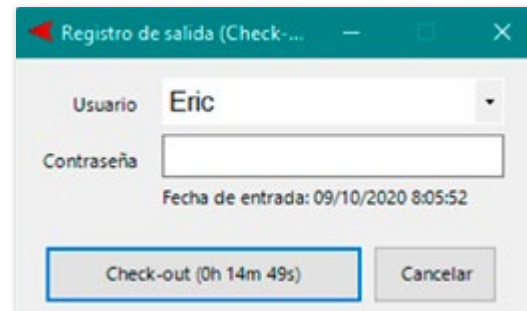 Registro de salida (Check-...
Usuario Eric
Contraseña
Fecha de entrada: 09/10/2020 8:05:52
Check-out (0h 14m 49s) Cancelar